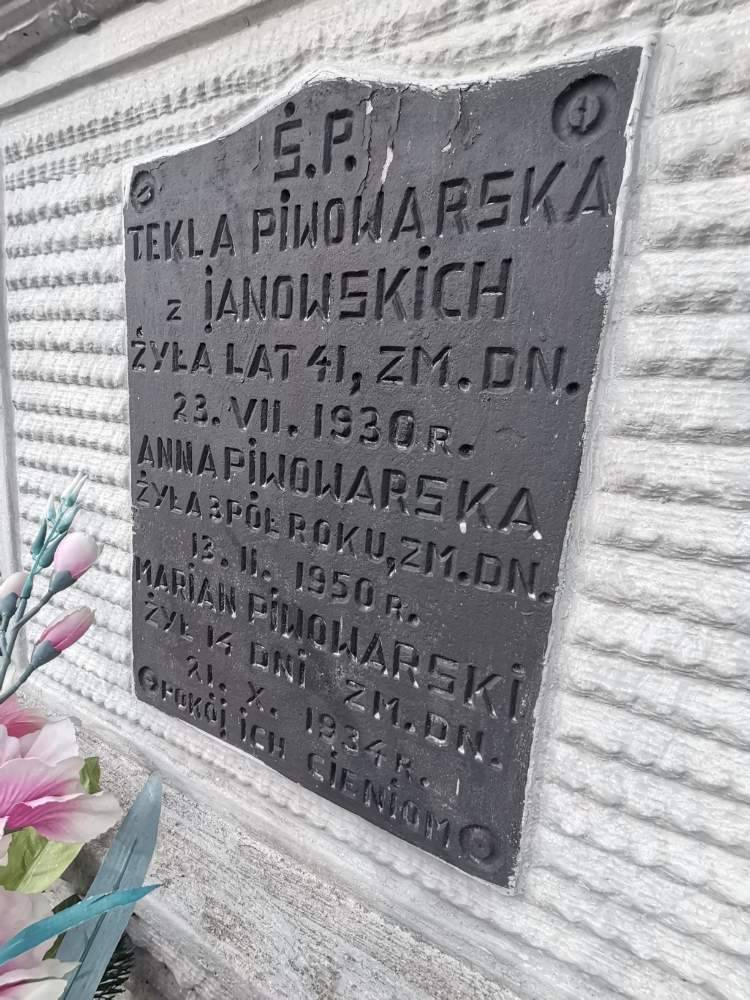 Ś.P.
TEKLA PIWOWARSKA
Z JANOWSKICH
ŻYŁA LAT 41, ZM. DN.
23. VII. 1930 R.
ANNA PIWOWARSKA
ŻYŁA 3 PÓŁ ROKU, ZM. DN.
13. II. 1950 R.
MARIAN PIWOWARSKI
ŻYŁ 14 DNI ZM. DN.
21. X. 1934 R.
POKÓJ ICH CIENIOM